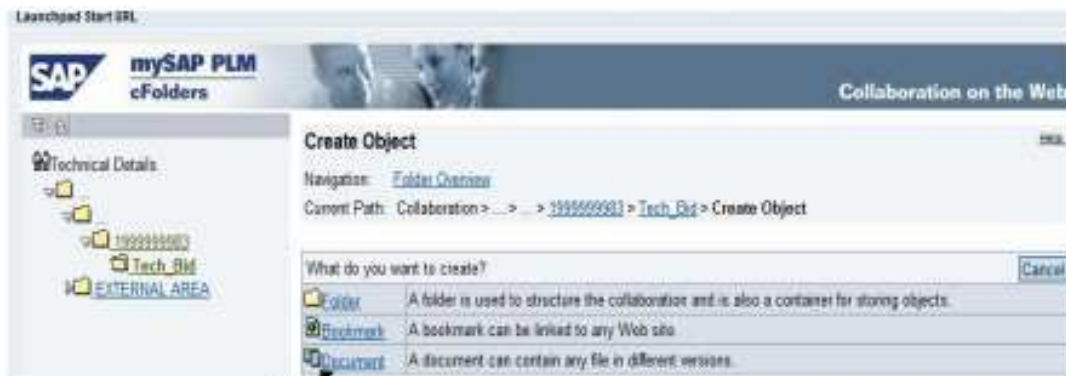 Launchpad Start URL
SAP
mySAP PLM
cFolders
Collaboration on the Web
Technical Details
1999999983
Tech_Bid
EXTERNAL AREA
Create Object
Navigation: Folder Overview
Current Path: Collaboration > ... > ... > 1999999983 > Tech_Bid > Create Object
What do you want to create?
Cancel
Folder A folder is used to structure the collaboration and is also a container for storing objects.
Bookmark A bookmark can be linked to any Web site.
Document A document can contain any file in different versions.